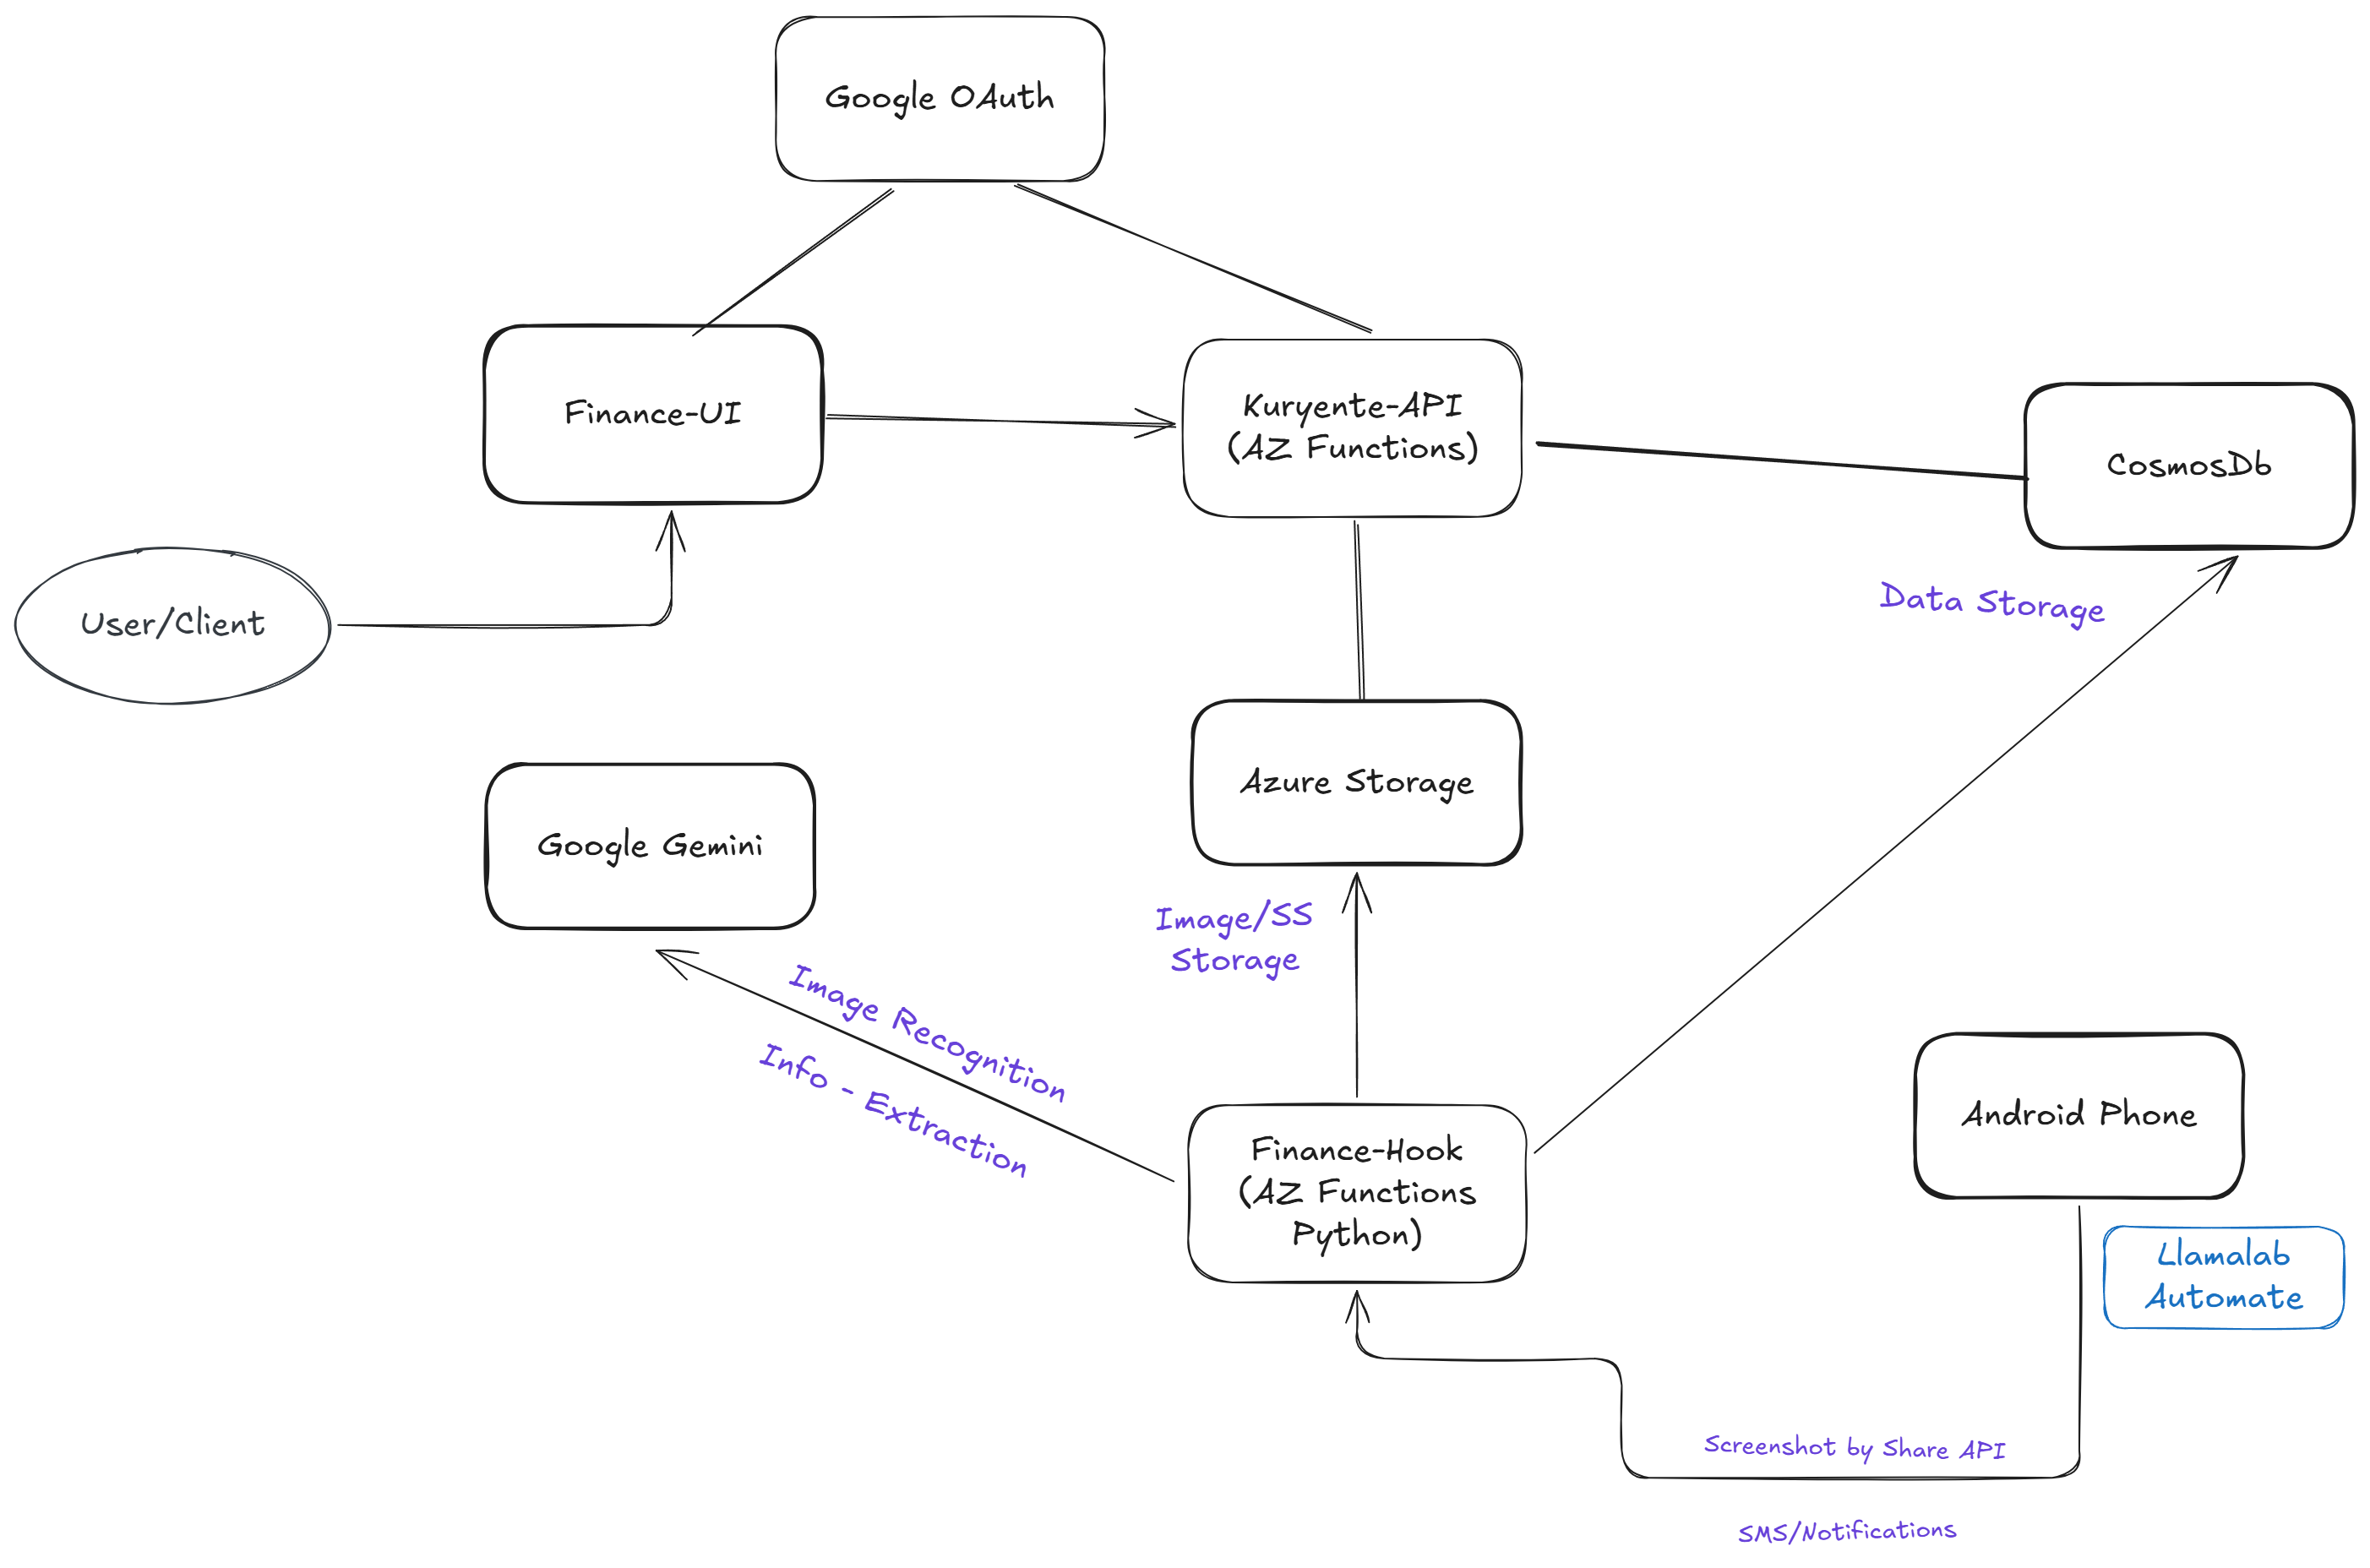 Google OAuth
Finance-UI
Kuryente-API
(AZ Functions)
CosmosDb
User/Client
Data Storage
Azure Storage
Google Gemini
Image/SS
Storage
Image Recognition
Info - Extraction
Finance-Hook
(AZ Functions
Python)
Android Phone
Llamalab
Automate
Screenshot by Share API
SMS/Notifications